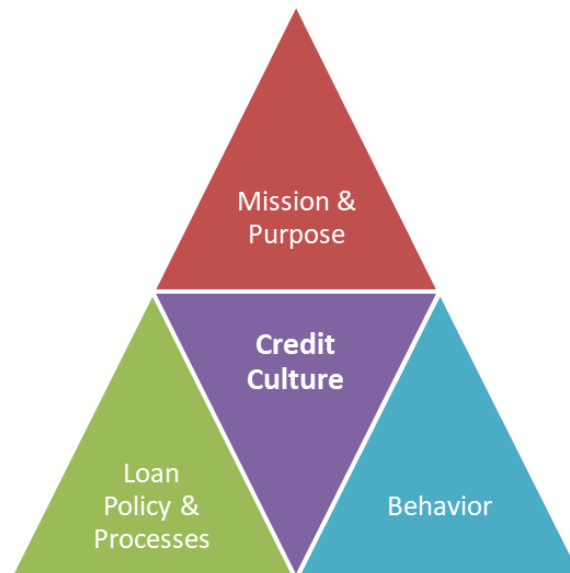 Mission &
Purpose
Credit
Culture
Loan
Policy &
Processes
Behavior